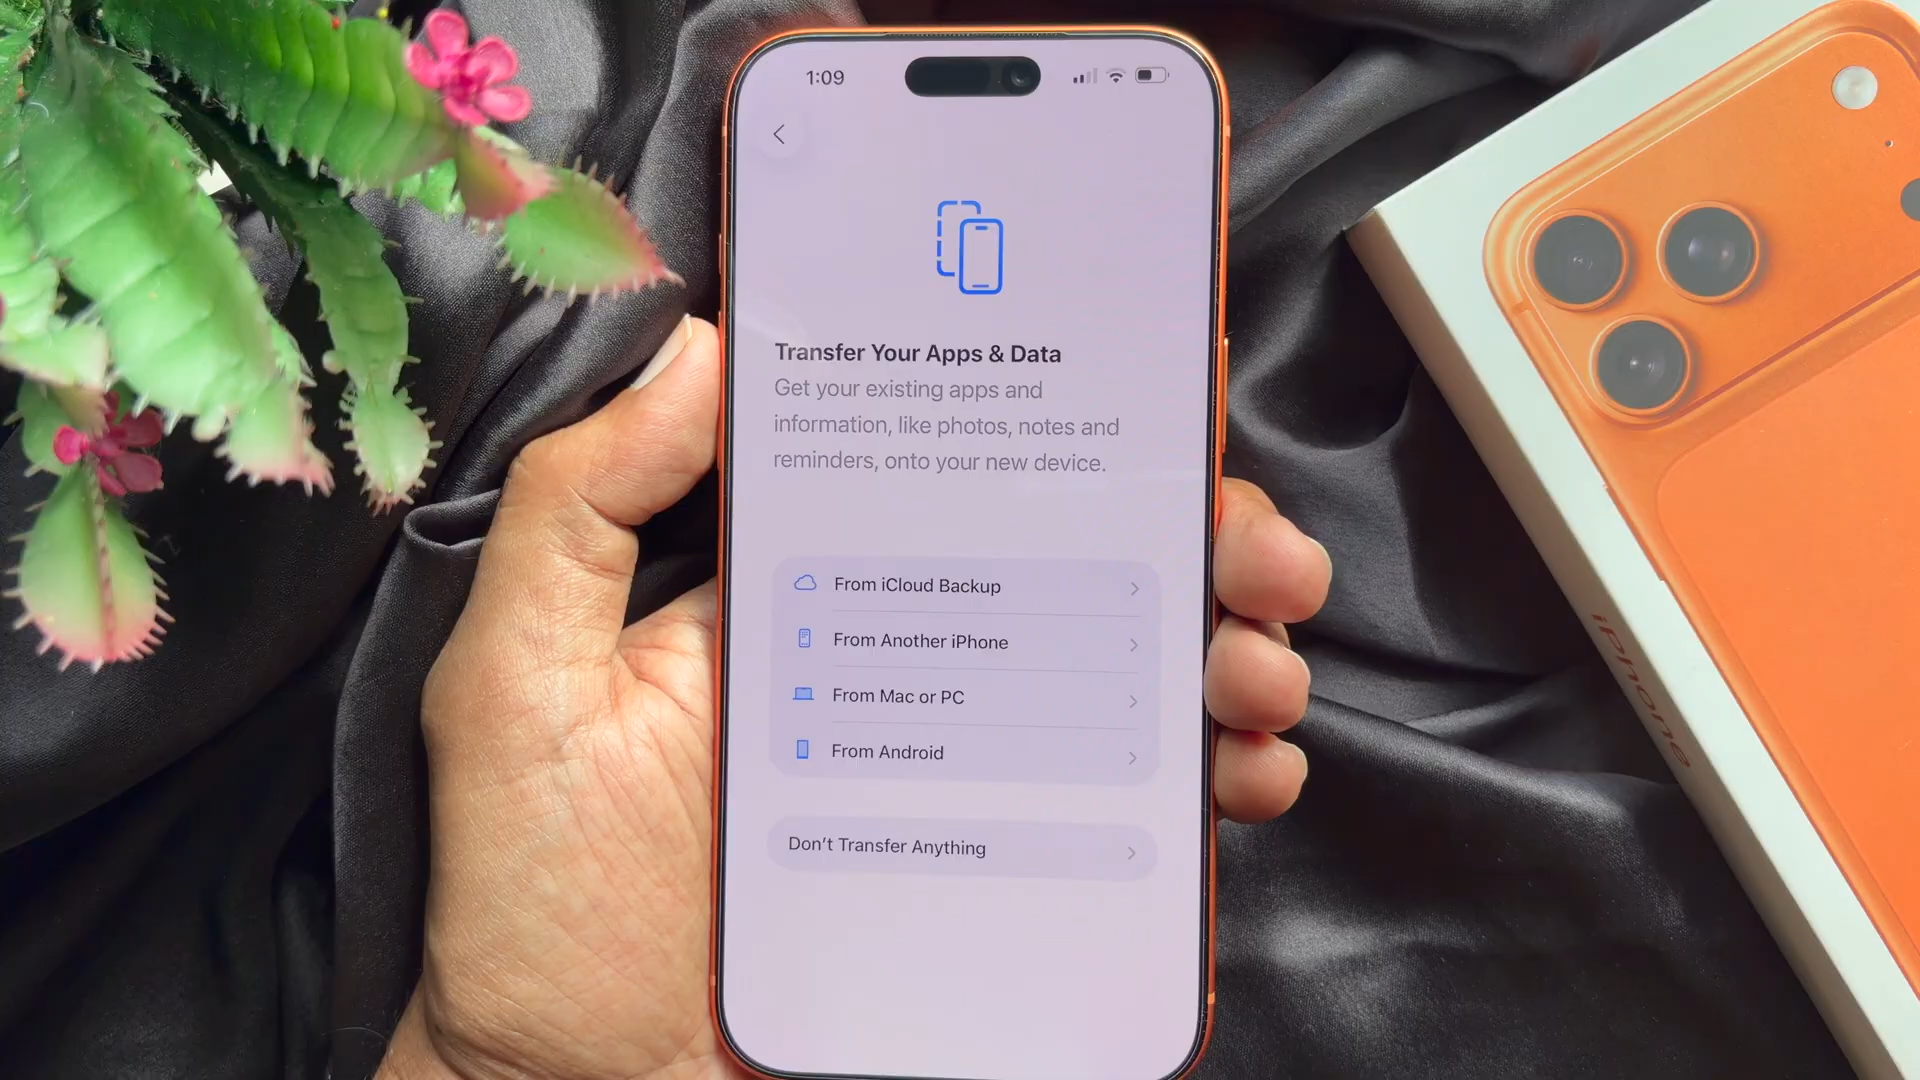 1:09
Transfer Your Apps & Data
Get your existing apps and
information, like photos, notes and
reminders, onto your new device.
From iCloud Backup
From Another iPhone
From Mac or PC
From Android
Don't Transfer Anything
iPhone